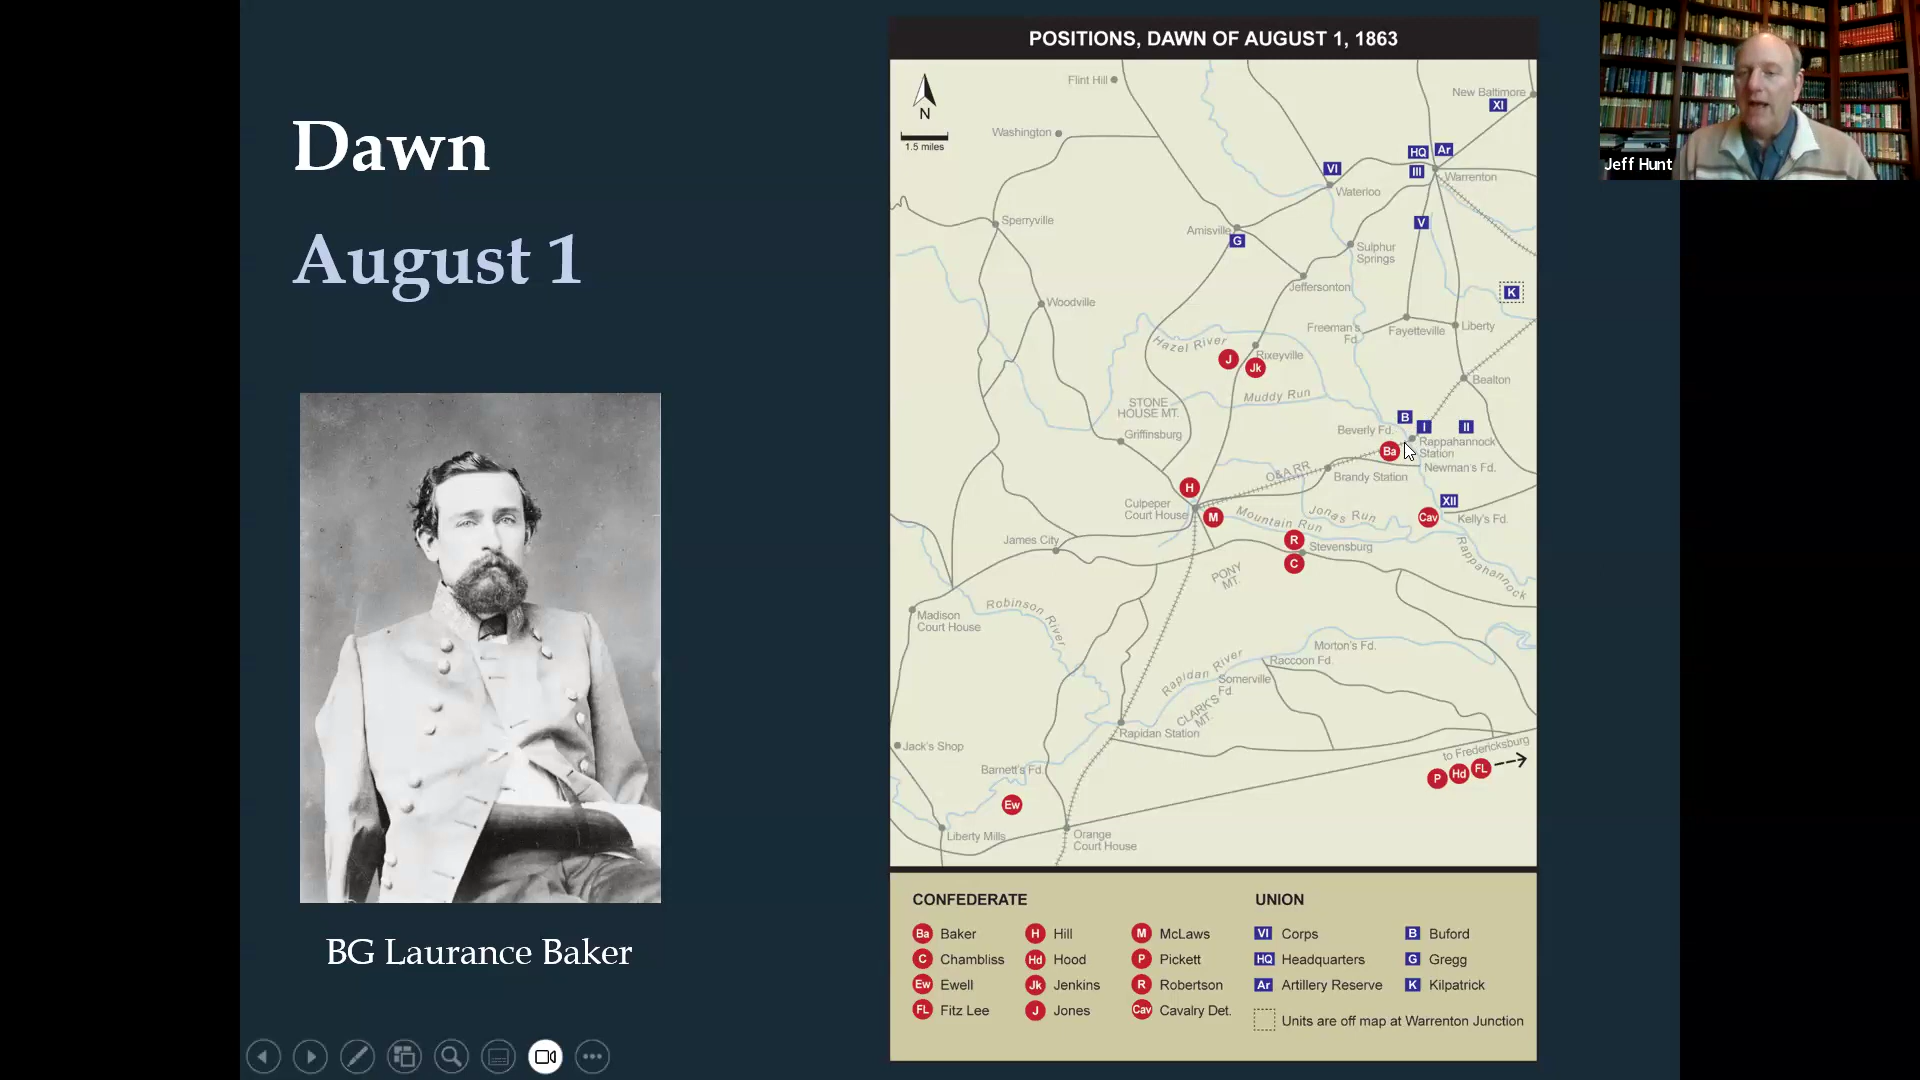 Dawn
August 1
BG Laurance Baker
POSITIONS, DAWN OF AUGUST 1, 1863
N
1.5 miles
Flint Hill
New Baltimore
XI
Washington
HQ
Ar
VI
III
Warrenton
Waterloo
Sperryville
V
Amisville
G
Sulphur
Springs
Jeffersonton
K
Woodville
Freeman's
Fd.
Fayetteville
Liberty
Hazel River
J
Rixeyville
Jk
Bealton
Muddy Run
STONE
HOUSE MT.
B
I
II
Griffinsburg
Beverly Fd.
Rappahannock
Station
Ba
Newman's Fd.
O&A RR
Brandy Station
H
Culpeper
Court House
M
XII
Cav
Kelly's Fd.
Mountain Run
Jonas Run
James City
R
Stevensburg
C
PONY
MT.
Rappahannock
Madison
Court House
Robinson River
Morton's Fd.
Raccoon Fd.
Rapidan River
Somerville
Fd.
CLARK'S
MT.
Rapidan Station
Jack's Shop
to Fredericksburg
Barnett's Fd.
P
Hd
FL
Ew
Liberty Mills
Orange
Court House
CONFEDERATE
Ba Baker
C Chambliss
Ew Ewell
FL Fitz Lee
H Hill
Hd Hood
Jk Jenkins
J Jones
M McLaws
P Pickett
R Robertson
Cav Cavalry Det.
UNION
VI Corps
HQ Headquarters
Ar Artillery Reserve
B Buford
G Gregg
K Kilpatrick
Units are off map at Warrenton Junction
Jeff Hunt